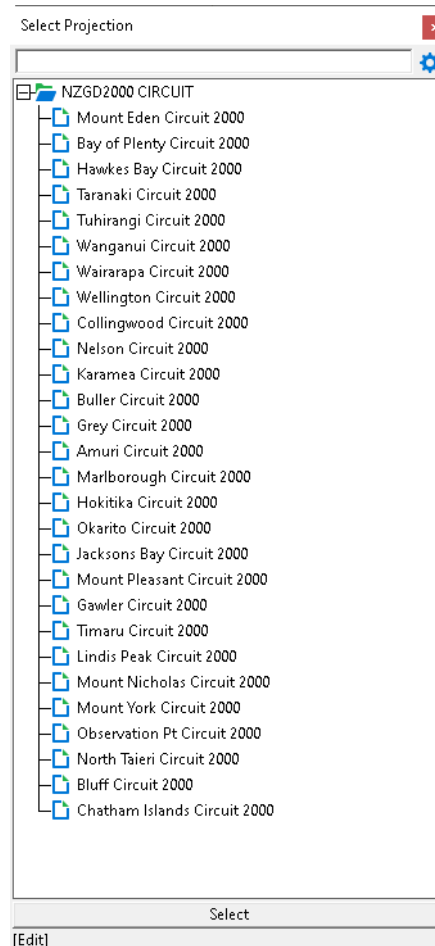 Select Projection
NZGD2000 CIRCUIT
Mount Eden Circuit 2000
Bay of Plenty Circuit 2000
Hawkes Bay Circuit 2000
Taranaki Circuit 2000
Tuhirangi Circuit 2000
Wanganui Circuit 2000
Wairarapa Circuit 2000
Wellington Circuit 2000
Collingwood Circuit 2000
Nelson Circuit 2000
Karamea Circuit 2000
Buller Circuit 2000
Grey Circuit 2000
Amuri Circuit 2000
Marlborough Circuit 2000
Hokitika Circuit 2000
Okarito Circuit 2000
Jacksons Bay Circuit 2000
Mount Pleasant Circuit 2000
Gawler Circuit 2000
Timaru Circuit 2000
Lindis Peak Circuit 2000
Mount Nicholas Circuit 2000
Mount York Circuit 2000
Observation Pt Circuit 2000
North Taieri Circuit 2000
Bluff Circuit 2000
Chatham Islands Circuit 2000
Select
[Edit]